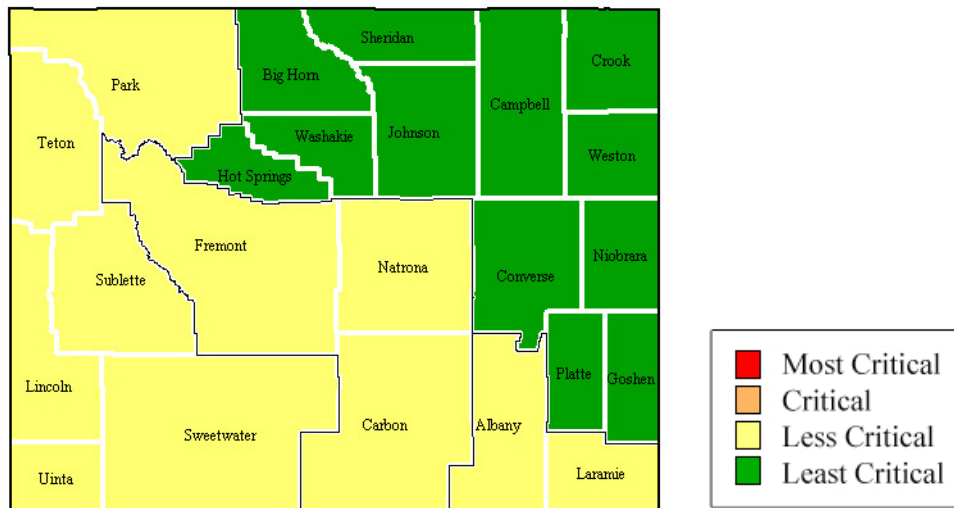 Sheridan
Crook
Big Horn
Park
Campbell
Johnson
Washakie
Teton
Weston
Hot Springs
Fremont
Niobrara
Natrona
Converse
Sublette
Most Critical
Platte
Goshen
Lincoln
Critical
Carbon
Albany
Sweetwater
Less Critical
Least Critical
Laramie
Uinta